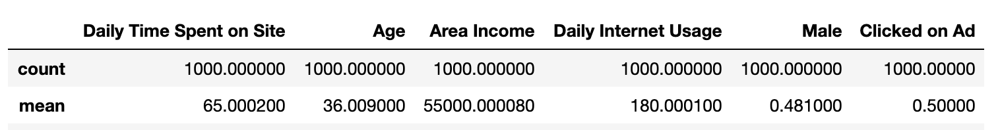 Daily Time Spent on Site Age Area Income Daily Internet Usage Male Clicked on Ad
count 1000.000000 1000.000000 1000.000000 1000.000000 1000.000000 1000.00000
mean 65.000200 36.009000 55000.000080 180.000100 0.481000 0.50000